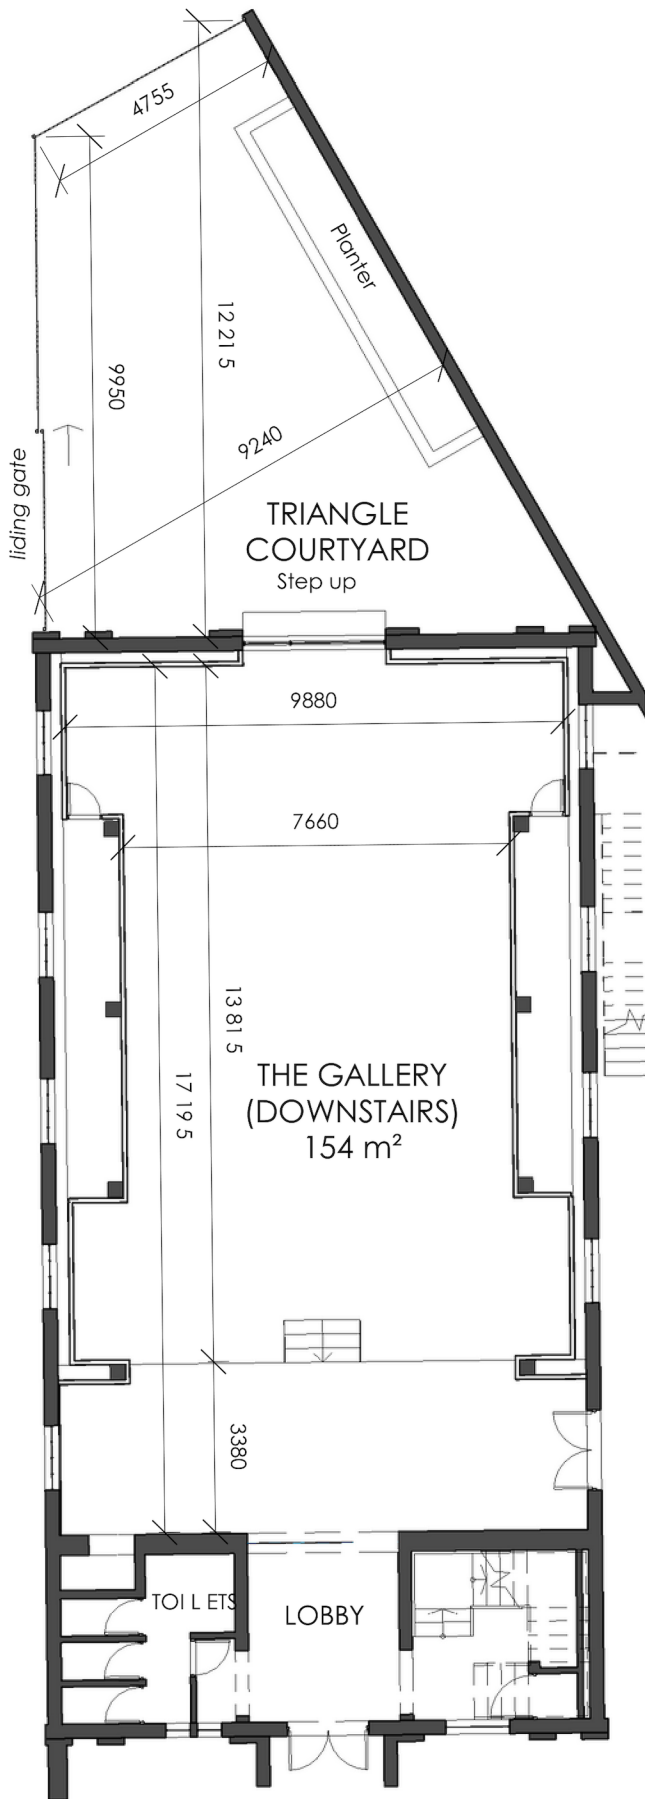 4755
Planter
12 21 5
9950
9240
liding gate
TRIANGLE
COURTYARD
Step up
9880
7660
13 81 5
17 19 5
THE GALLERY
(DOWNSTAIRS)
154 m²
3380
TOI L ETS
LOBBY